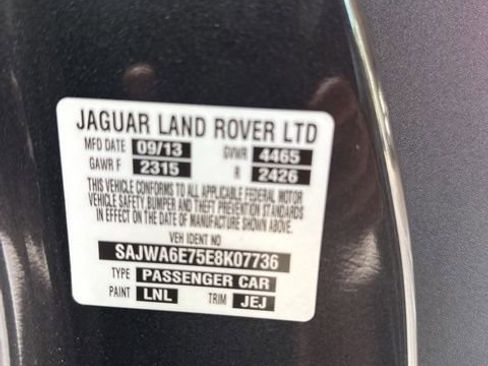 JAGUAR LAND ROVER LTD
MFD DATE 09/13 GVWR 4465
GAWR F 2315 R 2426
THIS VEHICLE CONFORMS TO ALL APPLICABLE FEDERAL MOTOR
VEHICLE SAFETY, BUMPER AND THEFT PREVENTION STANDARDS
IN EFFECT ON THE DATE OF MANUFACTURE SHOWN ABOVE.
VEH IDENT NO
SAJWA6E75E8K07736
TYPE PASSENGER CAR
PAINT LNL TRIM JEJ